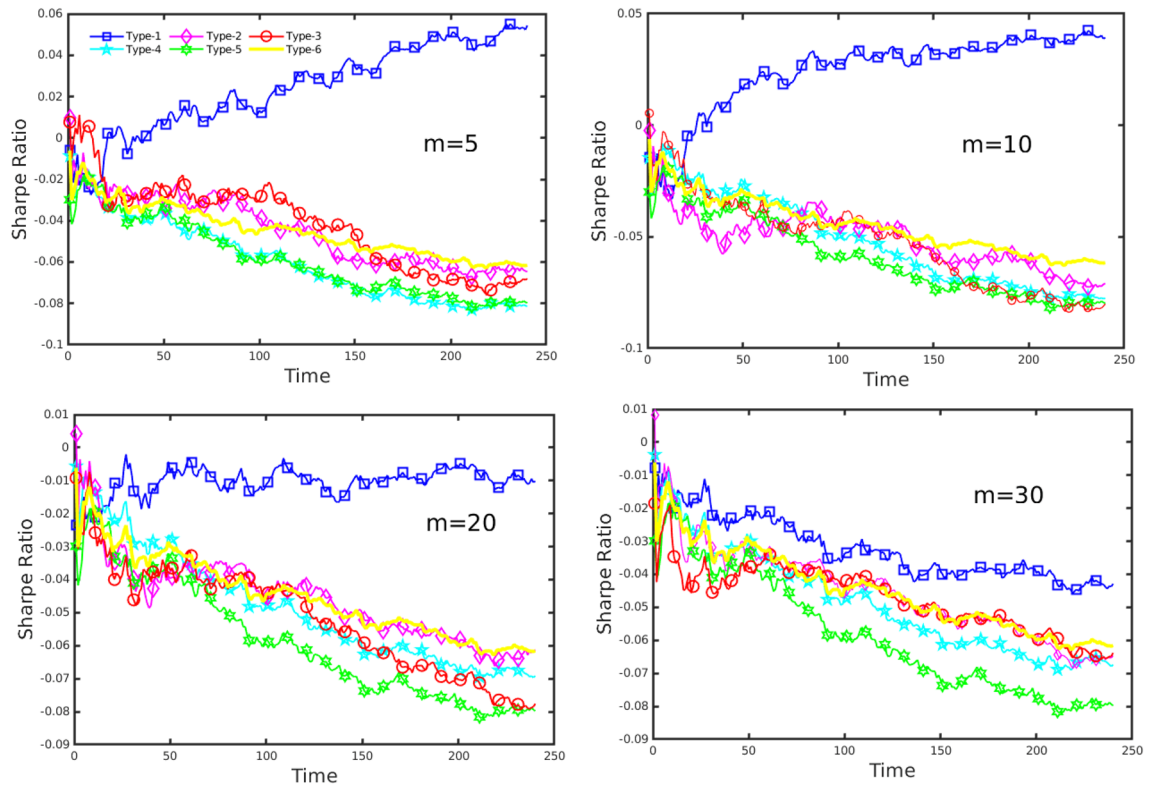 0.06
0.04
0.02
0
-0.02
-0.04
-0.06
-0.08
-0.1
Sharpe Ratio
Type-1 Type-2 Type-3
Type-4 Type-5 Type-6
m=5
0 50 100 150 200 250
Time
0.05
0
-0.05
-0.1
Sharpe Ratio
m=10
0 50 100 150 200 250
Time
0.01
0
-0.01
-0.02
-0.03
-0.04
-0.05
-0.06
-0.07
-0.08
-0.09
Sharpe Ratio
m=20
0 50 100 150 200 250
Time
0.01
0
-0.01
-0.02
-0.03
-0.04
-0.05
-0.06
-0.07
-0.08
-0.09
Sharpe Ratio
m=30
0 50 100 150 200 250
Time